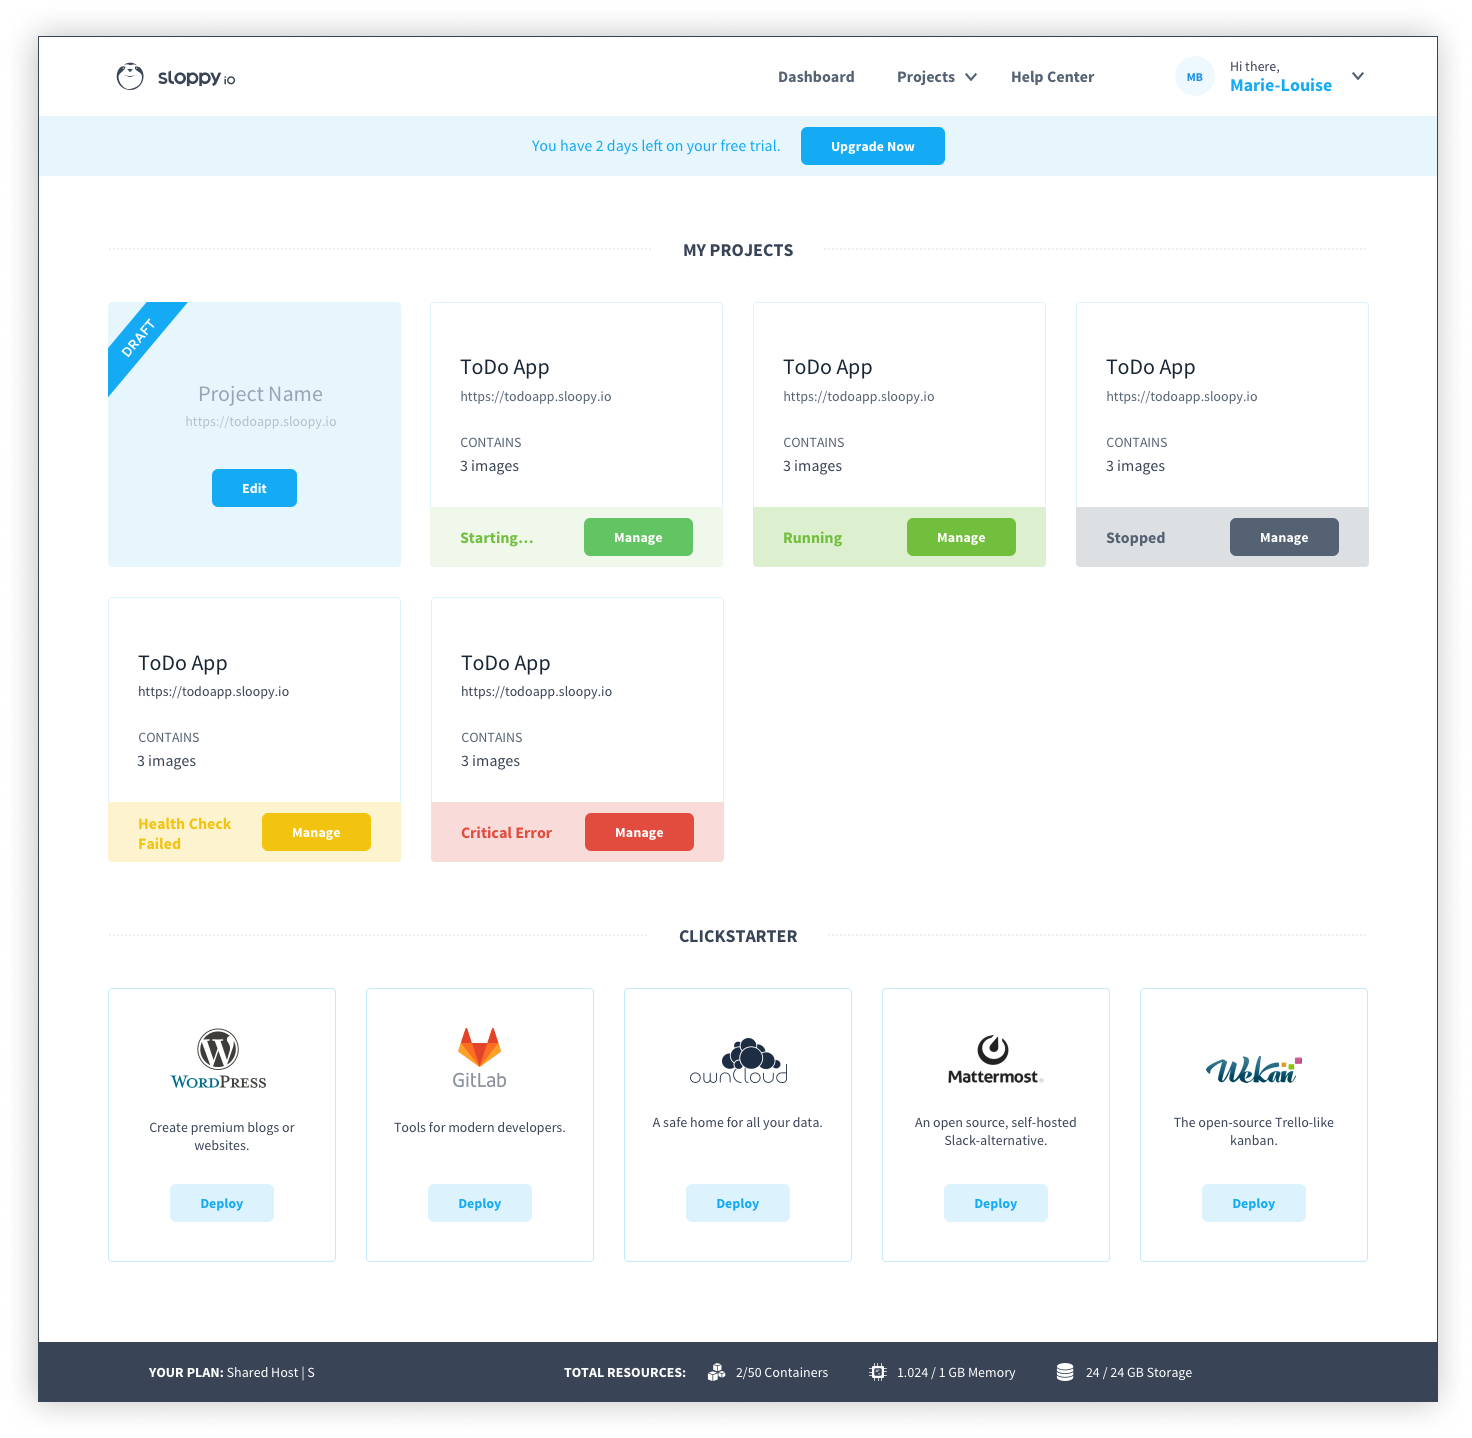 sloppy io
Dashboard
Projects
Help Center
MB
Hi there,
Marie-Louise
You have 2 days left on your free trial.
Upgrade Now
MY PROJECTS
DRAFT
Project Name
https://todoapp.sloopy.io
Edit
ToDo App
https://todoapp.sloopy.io
CONTAINS
3 images
Starting...
Manage
ToDo App
https://todoapp.sloopy.io
CONTAINS
3 images
Running
Manage
ToDo App
https://todoapp.sloopy.io
CONTAINS
3 images
Stopped
Manage
ToDo App
https://todoapp.sloopy.io
CONTAINS
3 images
Health Check
Failed
Manage
ToDo App
https://todoapp.sloopy.io
CONTAINS
3 images
Critical Error
Manage
CLICKSTARTER
WORDPRESS
Create premium blogs or
websites.
Deploy
GitLab
Tools for modern developers.
Deploy
ownCloud
A safe home for all your data.
Deploy
Mattermost
An open source, self-hosted
Slack-alternative.
Deploy
WeKan
The open-source Trello-like
kanban.
Deploy
YOUR PLAN: Shared Host | S
TOTAL RESOURCES:
2/50 Containers
1.024 / 1 GB Memory
24 / 24 GB Storage